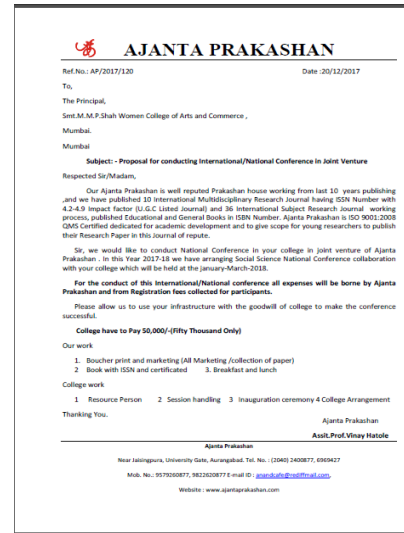 AJANTA PRAKASHAN
Ref.No.: AP/2017/120 Date :20/12/2017
To,
The Principal,
Smt.M.M.P.Shah Women College of Arts and Commerce ,
Mumbai.
Mumbai
Subject: - Proposal for conducting International/National Conference in Joint Venture
Respected Sir/Madam,
Our Ajanta Prakashan is well reputed Prakashan house working from last 10 years publishing
,and we have published 10 International Multidisciplinary Research Journal having ISSN Number with
4.2-4.9 Impact factor (U.G.C Listed Journal) and 36 International Subject Research Journal working
process, published Educational and General Books in ISBN Number. Ajanta Prakashan is ISO 9001:2008
QMS Certified dedicated for academic development and to give scope for young researchers to publish
their Research Paper in this Journal of repute.
Sir, we would like to conduct National Conference in your college in joint venture of Ajanta
Prakashan . In this Year 2017-18 we have arranging Social Science National Conference collaboration
with your college which will be held at the january-March-2018.
For the conduct of this International/National conference all expenses will be borne by Ajanta
Prakashan and from Registration fees collected for participants.
Please allow us to use your infrastructure with the goodwill of college to make the conference
successful.
College have to Pay 50,000/-(Fifty Thousand Only)
Our work
1. Boucher print and marketing (All Marketing /collection of paper)
2 Book with ISSN and certificated 3. Breakfast and lunch
College work
1 Resource Person 2 Session handling 3 Inauguration ceremony 4 College Arrangement
Thanking You.
Ajanta Prakashan
Assit.Prof.Vinay Hatole
Ajanta Prakashan
Near Jaisingpura, University Gate, Aurangabad. Tel. No. : (2040) 2400877, 6969427
Mob. No.: 9579260877, 9822620877 E-mail ID : anandcafe@rediffmail.com,
Website : www.ajantaprakashan.com